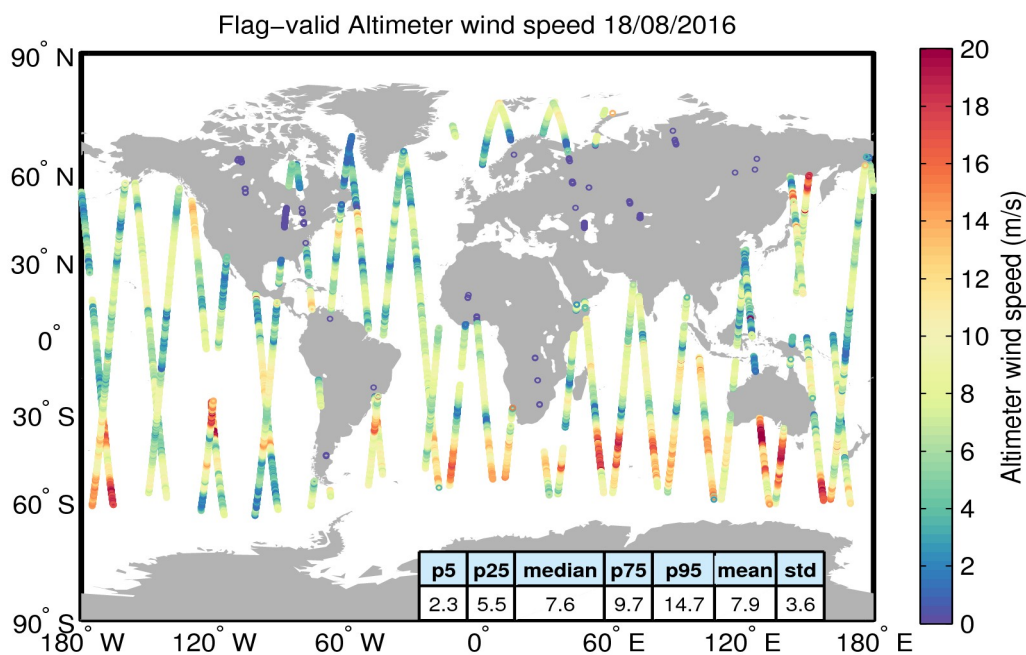 Flag−valid Altimeter wind speed 18/08/2016
90° N
60° N
30° N
0°
30° S
60° S
90° S
180° W
120° W
60° W
0°
60° E
120° E
180° E
p5 p25 median p75 p95 mean std
2.3 5.5 7.6 9.7 14.7 7.9 3.6
20
18
16
14
12
10
8
6
4
2
0
Altimeter wind speed (m/s)